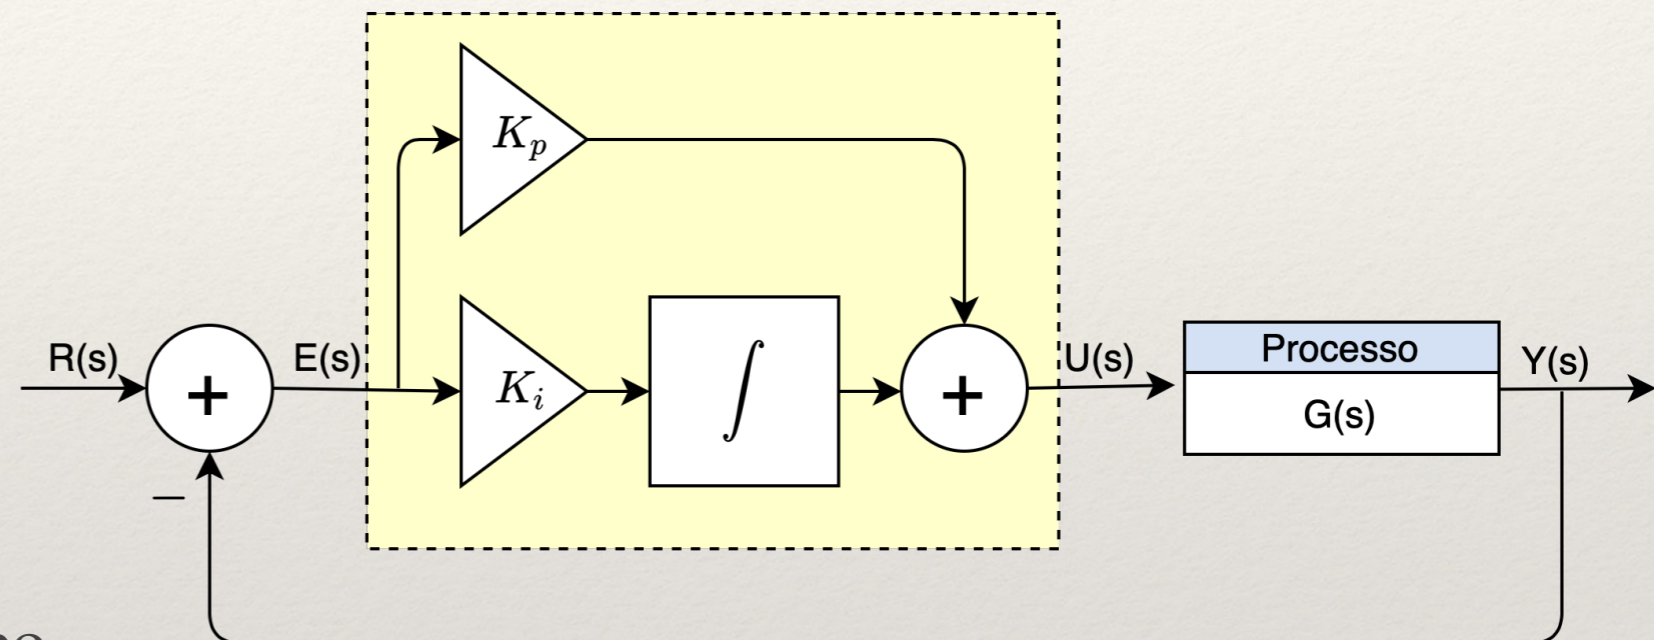 K_p
R(s)
+
E(s)
K_i
∫
+
U(s)
Processo
G(s)
Y(s)
−